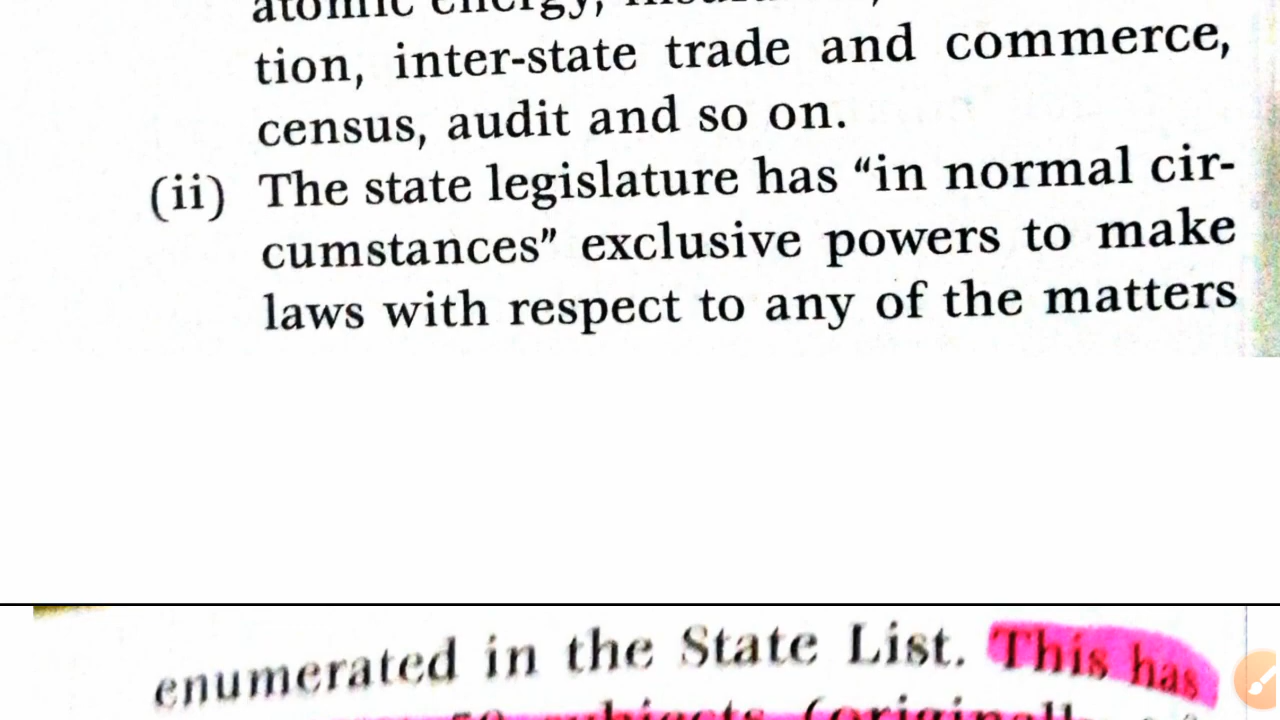 atomic energy,
tion, inter-state trade and commerce,
census, audit and so on.
(ii) The state legislature has “in normal cir-
cumstances” exclusive powers to make
laws with respect to any of the matters
enumerated in the State List. This has
subjects (originally